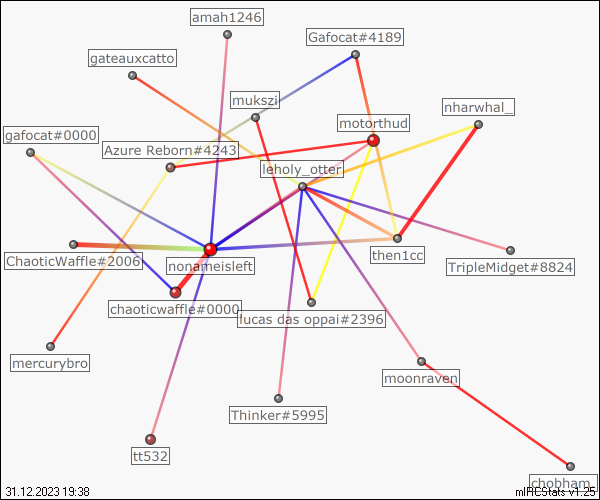 amah1246
Gafocat#4189
gateauxcatto
mukszi
nharwhal_
motorthud
gafocat#0000
Azure Reborn#4243
leholy_otter
ChaoticWaffle#2006
nonameisleft
then1cc
TripleMidget#8824
chaoticwaffle#0000
lucas das oppai#2396
mercurybro
moonraven
Thinker#5995
tt532
chobham_
31.12.2023 19:38
mIRCStats v1.25